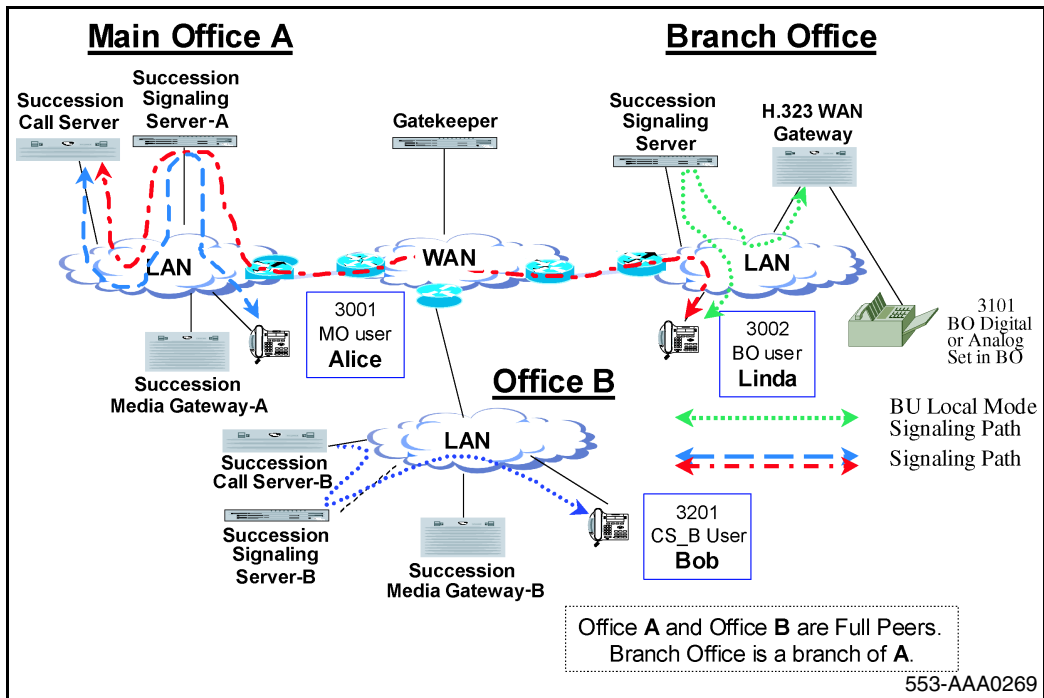 Main Office A
Branch Office
Succession
Call Server
Succession
Signaling
Server-A
Gatekeeper
Succession
Signaling
Server
H.323 WAN
Gateway
LAN
WAN
LAN
3001
MO user
Alice
3002
BO user
Linda
3101
BO Digital
or Analog
Set in BO
Succession
Media Gateway-A
Office B
BU Local Mode
Signaling Path
Signaling Path
LAN
Succession
Call Server-B
Succession
Signaling
Server-B
Succession
Media Gateway-B
3201
CS_B User
Bob
Office A and Office B are Full Peers.
Branch Office is a branch of A.
553-AAA0269